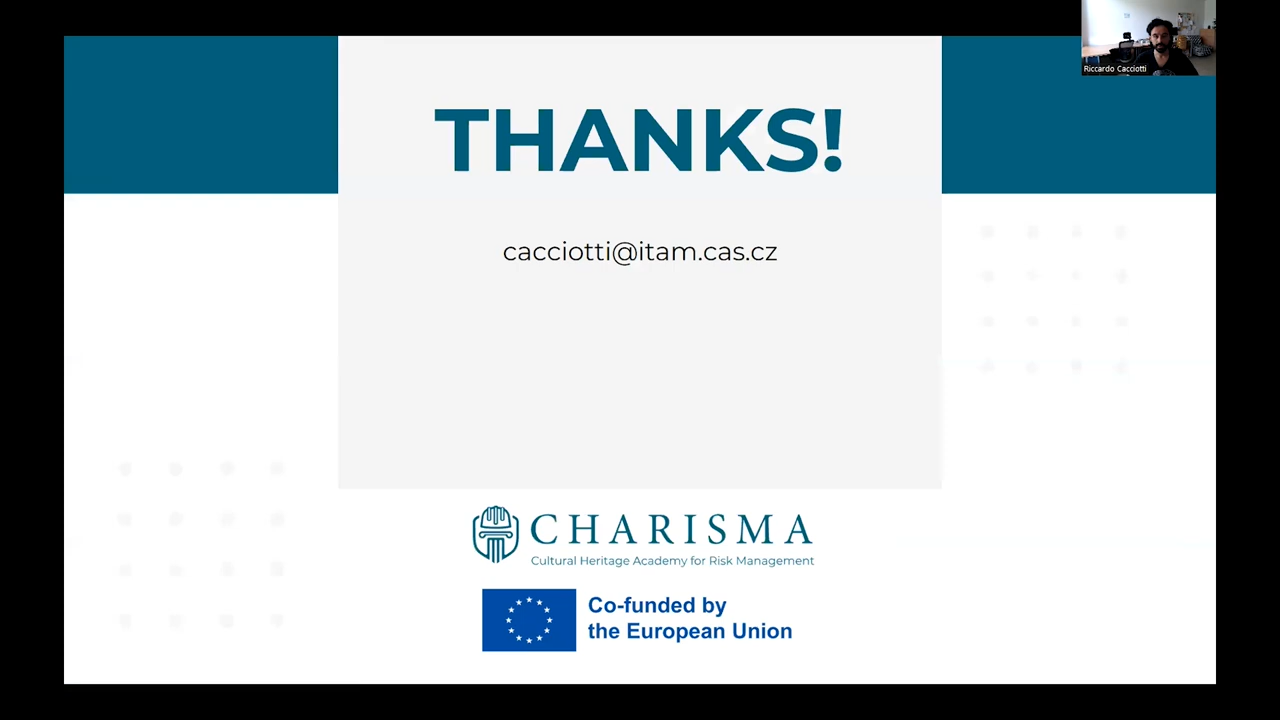 Riccardo Cacciotti
THANKS!
cacciotti@itam.cas.cz
CHARISMA
Cultural Heritage Academy for Risk Management
Co-funded by
the European Union